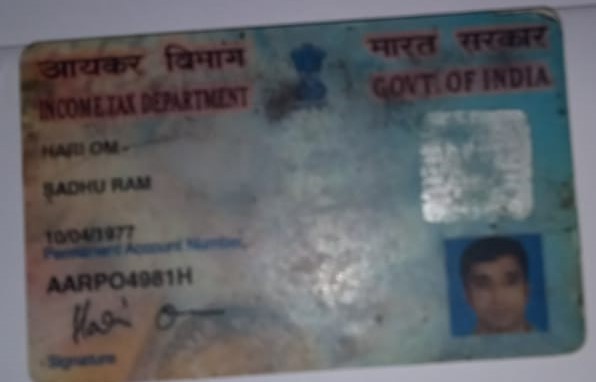 आयकर विभाग
भारत सरकार
INCOME TAX DEPARTMENT
GOVT. OF INDIA
HARI OM
SADHU RAM
10/04/1977
Permanent Account Number
AARPO4981H
Hari Om
Signature